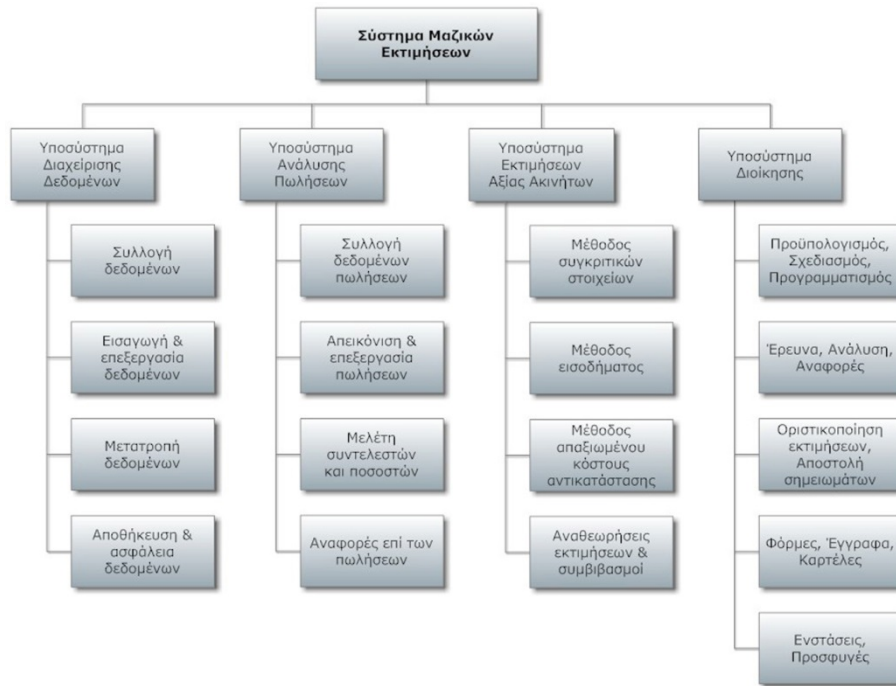 Σύστημα Μαζικών
Εκτιμήσεων
Υποσύστημα
Διαχείρισης
Δεδομένων
Συλλογή
δεδομένων
Εισαγωγή &
επεξεργασία
δεδομένων
Μετατροπή
δεδομένων
Αποθήκευση &
ασφάλεια
δεδομένων
Υποσύστημα
Ανάλυσης
Πωλήσεων
Συλλογή
δεδομένων
πωλήσεων
Απεικόνιση &
επεξεργασία
πωλήσεων
Μελέτη
συντελεστών
και ποσοστών
Αναφορές επί των
πωλήσεων
Υποσύστημα
Εκτιμήσεων
Αξίας Ακινήτων
Μέθοδος
συγκριτικών
στοιχείων
Μέθοδος
εισοδήματος
Μέθοδος
απαξιωμένου
κόστους
αντικατάστασης
Αναθεωρήσεις
εκτιμήσεων &
συμβιβασμοί
Υποσύστημα
Διοίκησης
Προϋπολογισμός,
Σχεδιασμός,
Προγραμματισμός
Έρευνα, Ανάλυση,
Αναφορές
Οριστικοποίηση
εκτιμήσεων,
Αποστολή
σημειωμάτων
Φόρμες, Έγγραφα,
Καρτέλες
Ενστάσεις,
Προσφυγές